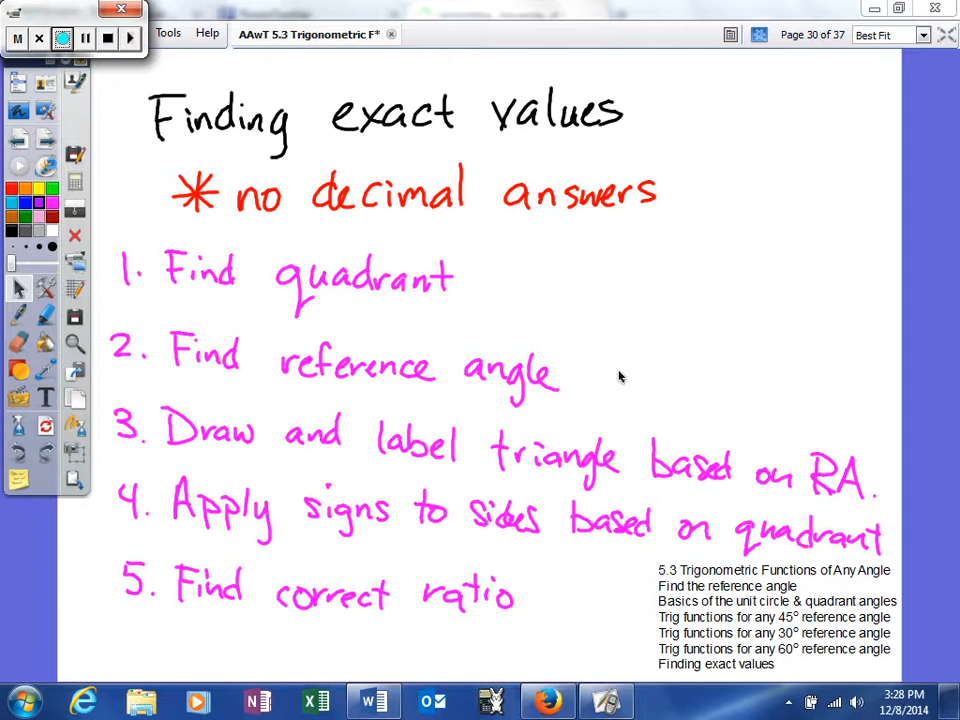 M
Tools Help AAwT 5.3 Trigonometric F* Page 30 of 37 Best Fit
Finding exact values
* no decimal answers
1. Find quadrant
2. Find reference angle
3. Draw and label triangle based on RA.
4. Apply signs to sides based on quadrant
5. Find correct ratio
5.3 Trigonometric Functions of Any Angle
Find the reference angle
Basics of the unit circle & quadrant angles
Trig functions for any 45° reference angle
Trig functions for any 30° reference angle
Trig functions for any 60° reference angle
Finding exact values
3:28 PM
12/8/2014